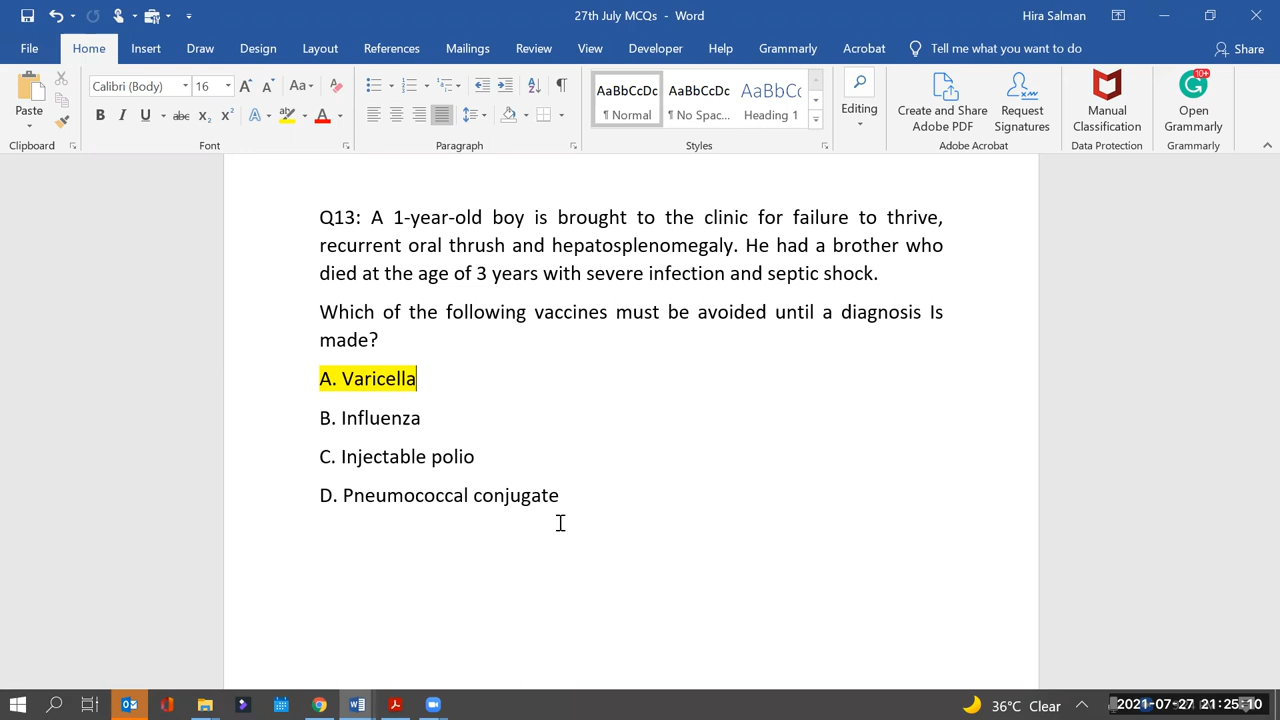 27th July MCQs - Word
Hira Salman
File Home Insert Draw Design Layout References Mailings Review View Developer Help Grammarly Acrobat Tell me what you want to do Share
Calibri (Body) 16
Paste
AaBbCcDc AaBbCcDc AaBbCc
¶ Normal ¶ No Spac... Heading 1
Editing
Create and Share Adobe PDF
Request Signatures
Manual Classification
10+
Open Grammarly
Clipboard Font Paragraph Styles Adobe Acrobat Data Protection Grammarly
Q13: A 1-year-old boy is brought to the clinic for failure to thrive,
recurrent oral thrush and hepatosplenomegaly. He had a brother who
died at the age of 3 years with severe infection and septic shock.
Which of the following vaccines must be avoided until a diagnosis Is
made?
A. Varicella
B. Influenza
C. Injectable polio
D. Pneumococcal conjugate
36°C Clear
2021-07-27 21:25:10